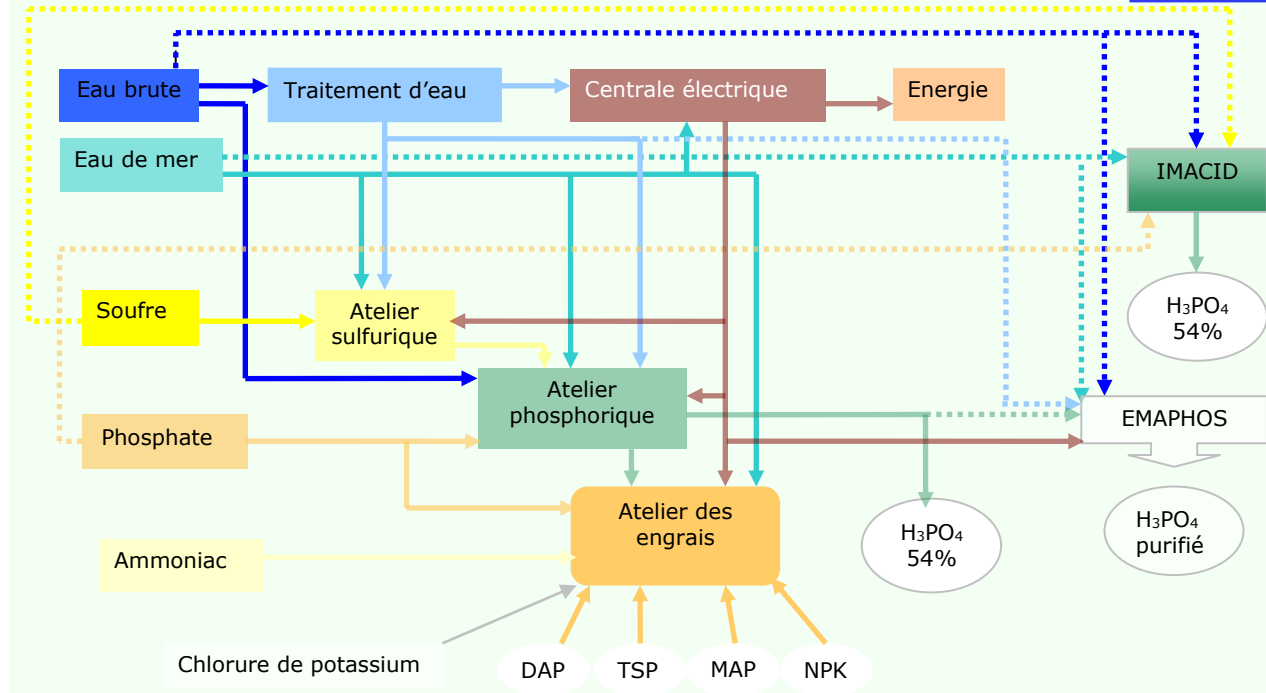 Eau brute
Traitement d'eau
Centrale électrique
Energie
Eau de mer
IMACID
Soufre
Atelier
sulfurique
H₃PO₄
54%
Atelier
phosphorique
Phosphate
EMAPHOS
Atelier des
engrais
H₃PO₄
54%
H₃PO₄
purifié
Ammoniac
Chlorure de potassium
DAP
TSP
MAP
NPK